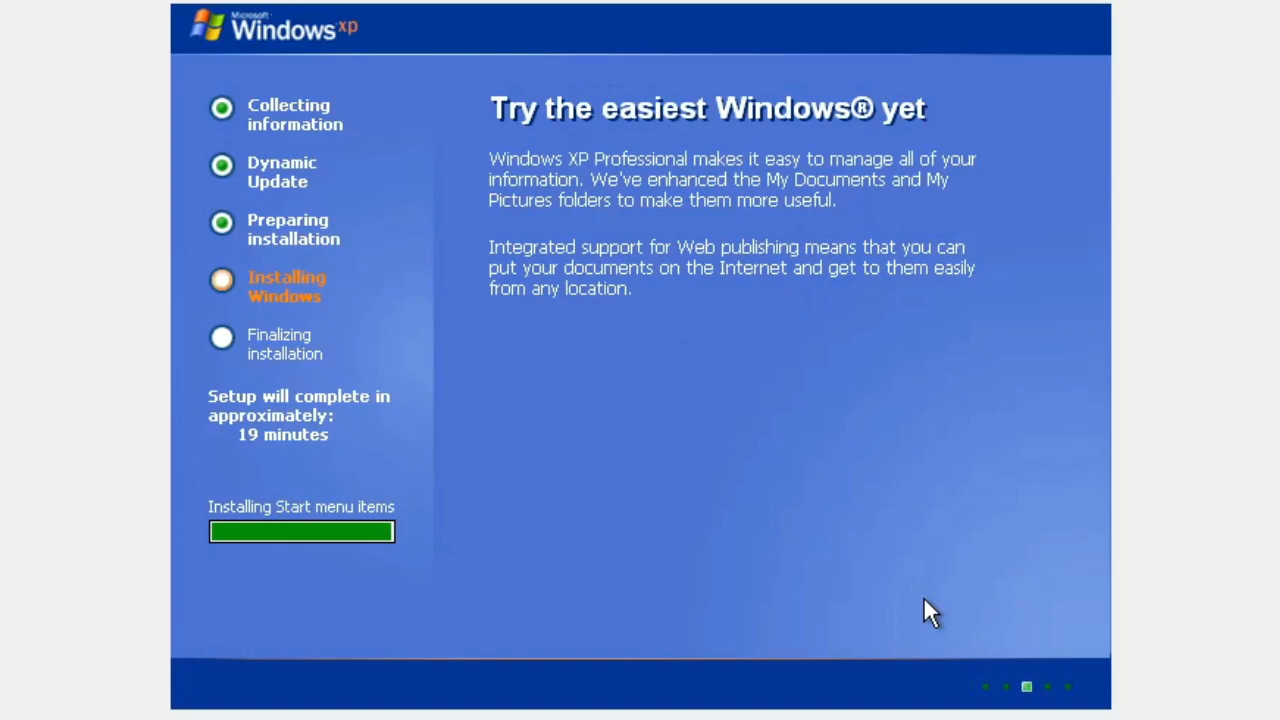 Microsoft
Windows xp
Collecting
information
Dynamic
Update
Preparing
installation
Installing
Windows
Finalizing
installation
Setup will complete in
approximately:
19 minutes
Installing Start menu items
Try the easiest Windows® yet
Windows XP Professional makes it easy to manage all of your
information. We've enhanced the My Documents and My
Pictures folders to make them more useful.
Integrated support for Web publishing means that you can
put your documents on the Internet and get to them easily
from any location.